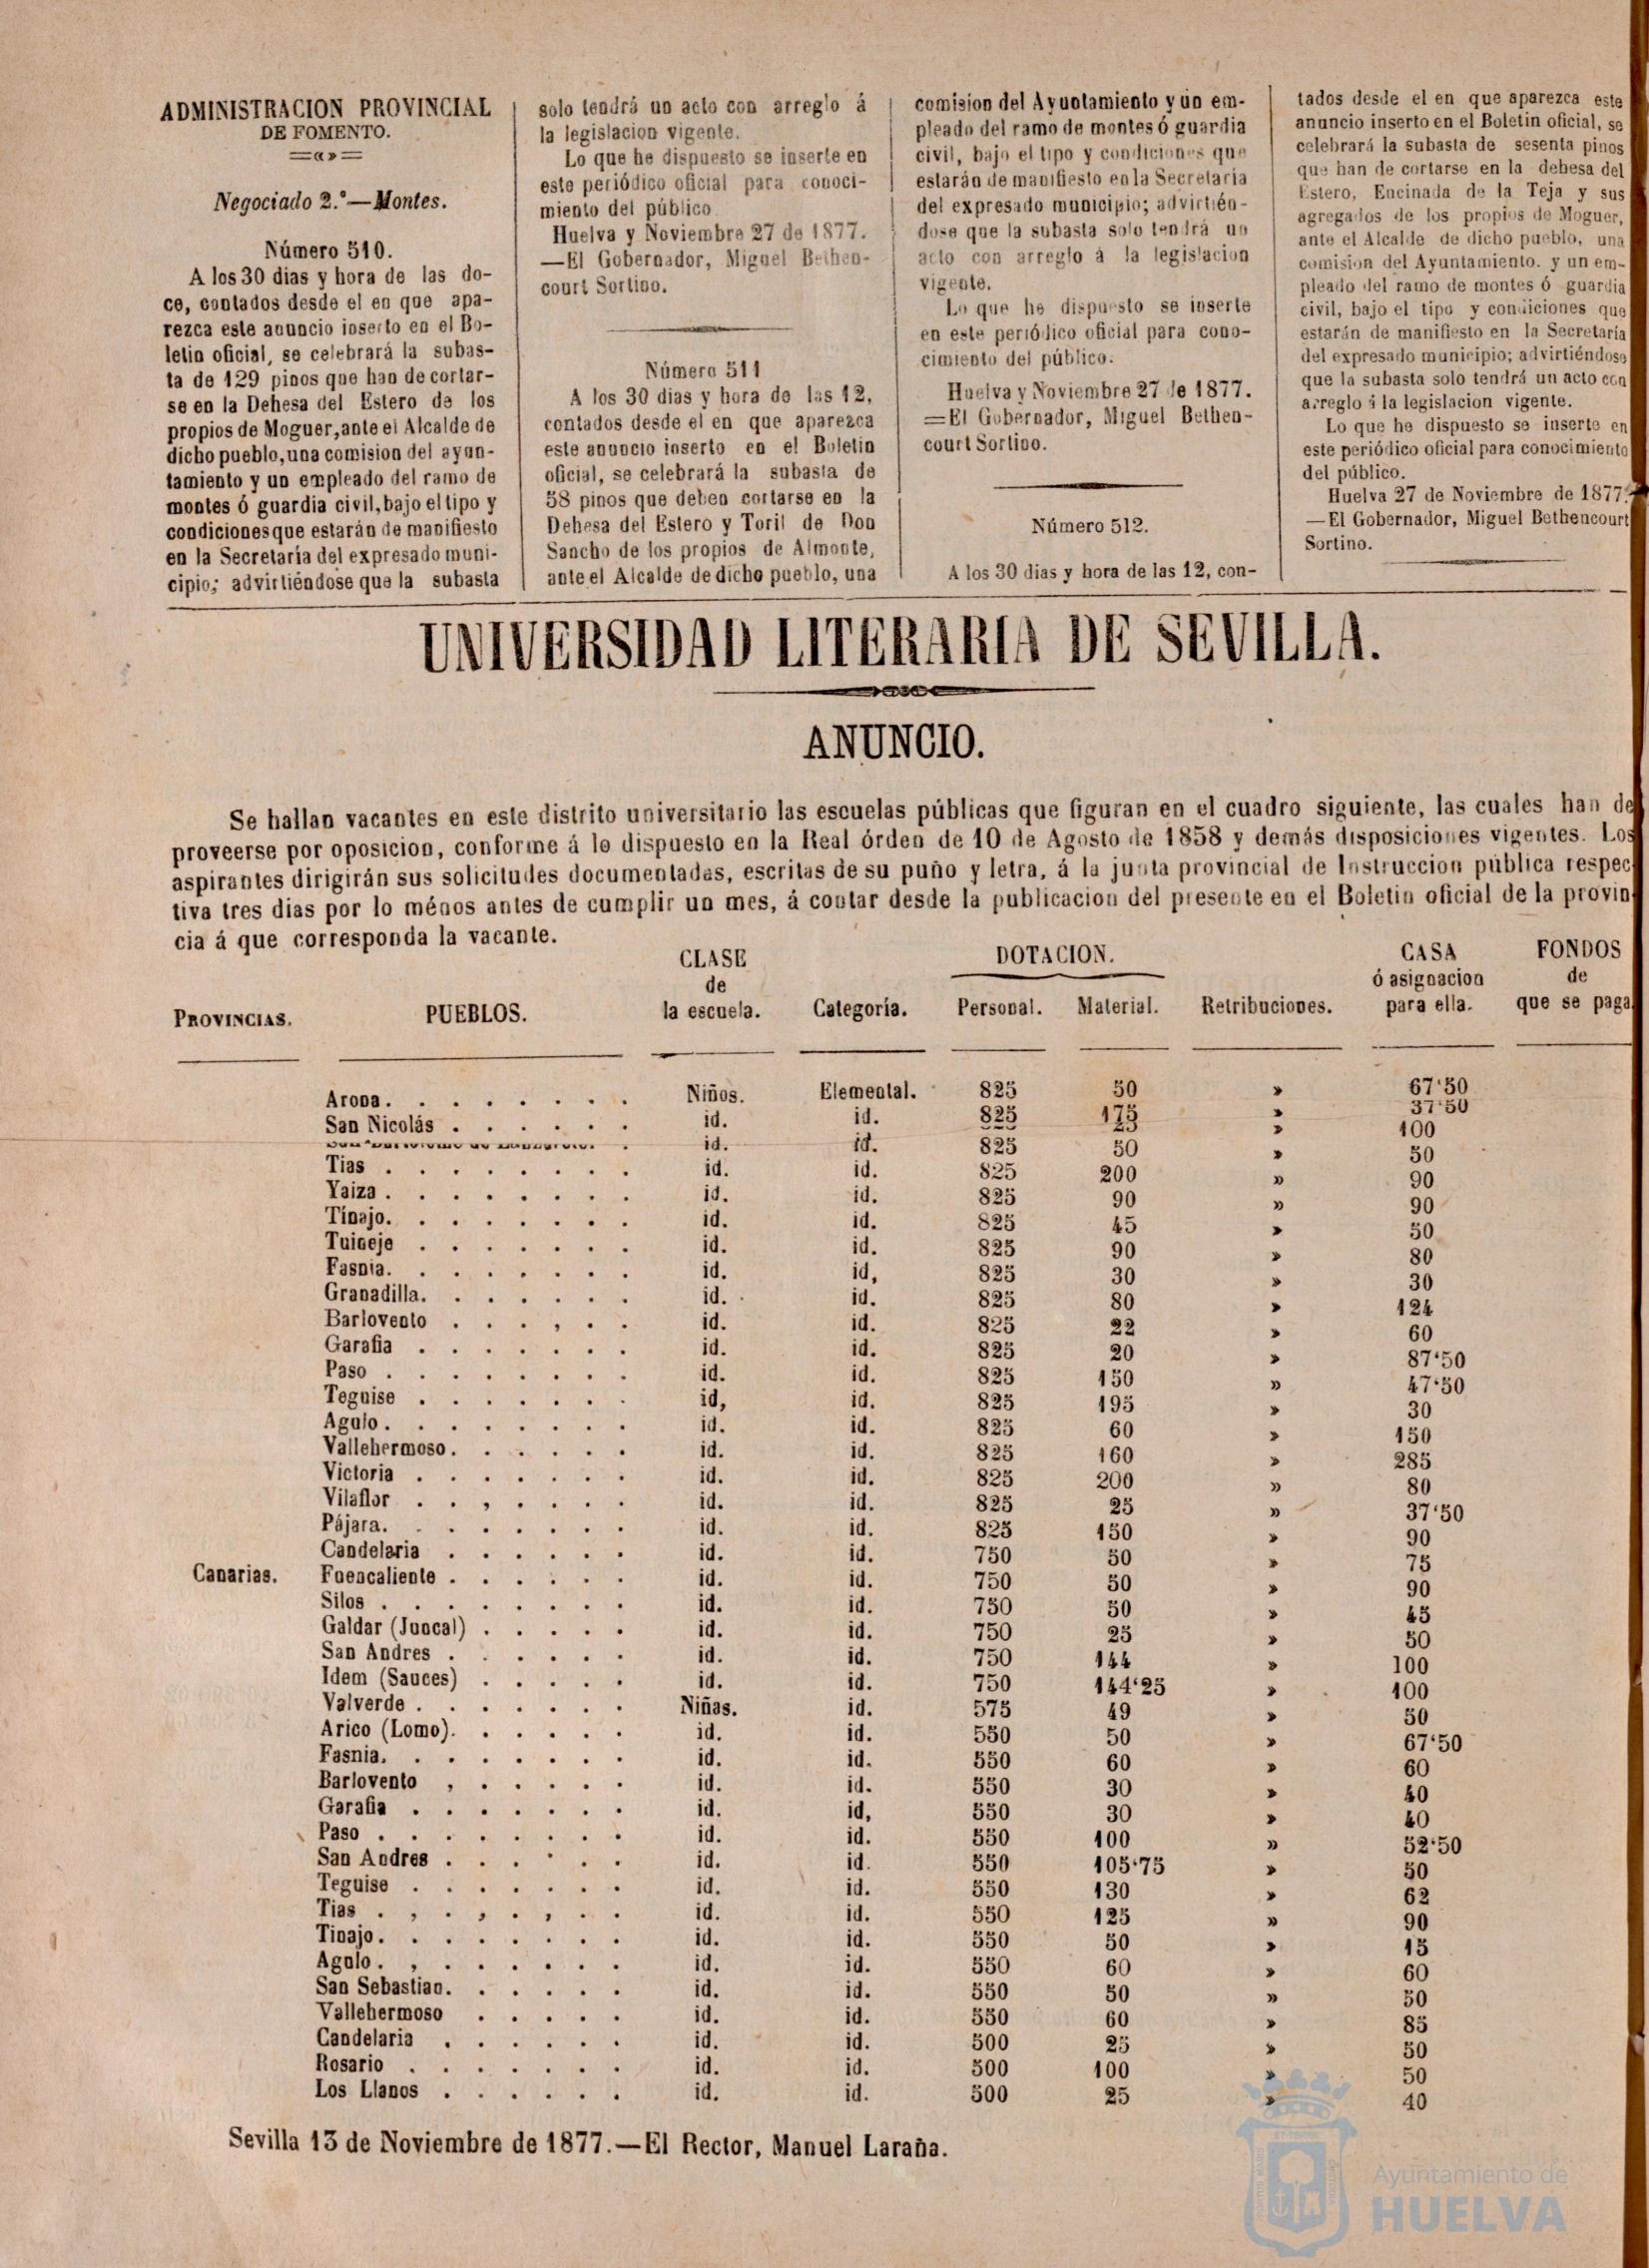 ADMINISTRACION PROVINCIAL
DE FOMENTO.
Negociado 2.°—Montes.
Número 510.
A los 30 dias y hora de las do-
ce, contados desde el en que apa-
rezca este anuncio inserto en el Bo-
letin oficial, se celebrará la subas-
ta de 129 pinos que han de cortar-
se en la Dehesa del Estero de los
propios de Moguer, ante el Alcalde de
dicho pueblo, una comision del ayun-
tamiento y un empleado del ramo de
montes ó guardia civil, bajo el tipo y
condiciones que estarán de manifiesto
en la Secretaría del expresado muni-
cipio; advirtiéndose que la subasta
solo tendrá un acto con arreglo á
la legislacion vigente.
Lo que he dispuesto se inserte en
este periódico oficial para conoci-
miento del público
Huelva y Noviembre 27 de 1877.
—El Gobernador, Miguel Bethen-
court Sortino.
Número 511
A los 30 dias y hora de las 12,
contados desde el en que aparezca
este anuncio inserto en el Boletin
oficial, se celebrará la subasta de
58 pinos que deben cortarse en la
Dehesa del Estero y Toril de Don
Sancho de los propios de Almonte,
ante el Alcalde de dicho pueblo, una
comision del Ayuntamiento y un em-
pleado del ramo de montes ó guardia
civil, bajo el tipo y condiciones que
estarán de manifiesto en la Secretaría
del expresado municipio; advirtién-
dose que la subasta solo tendrá un
acto con arreglo á la legislacion
vigente.
Lo que he dispuesto se inserte
en este periódico oficial para cono-
cimiento del público.
Huelva y Noviembre 27 de 1877.
=El Gobernador, Miguel Bethen-
court Sortino.
Número 512.
A los 30 dias y hora de las 12, con-
tados desde el en que aparezca este
anuncio inserto en el Boletin oficial, se
celebrará la subasta de sesenta pinos
que han de cortarse en la dehesa del
Estero, Encinada de la Teja y sus
agregados de los propios de Moguer,
ante el Alcalde de dicho pueblo, una
comision del Ayuntamiento. y un em-
pleado del ramo de montes ó guardia
civil, bajo el tipo y condiciones que
estarán de manifiesto en la Secretaría
del expresado municipio; advirtiéndose
que la subasta solo tendrá un acto con
arreglo á la legislacion vigente.
Lo que he dispuesto se inserte en
este periódico oficial para conocimiento
del público.
Huelva 27 de Noviembre de 1877.
—El Gobernador, Miguel Bethencourt
Sortino.
UNIVERSIDAD LITERARIA DE SEVILLA.
ANUNCIO.
Se hallan vacantes en este distrito universitario las escuelas públicas que figuran en el cuadro siguiente, las cuales han de
proveerse por oposicion, conforme á lo dispuesto en la Real órden de 10 de Agosto de 1858 y demás disposiciones vigentes. Los
aspirantes dirigirán sus solicitudes documentadas, escritas de su puño y letra, á la junta provincial de Instruccion pública respec-
tiva tres dias por lo ménos antes de cumplir un mes, á contar desde la publicacion del presente en el Boletin oficial de la provin-
cia á que corresponda la vacante.
PROVINCIAS. PUEBLOS. CLASE de la escuela. Categoría. DOTACION. Personal. Material. Retribuciones. CASA ó asignacion para ella. FONDOS de que se paga
Arona. . . . . . . . Niños. Elemental. 825 50 » 67'50
San Nicolás . . . . . . id. id. 825 175 » 37'50
id. id. 825 50 » 100
Tias . . . . . . . . id. id. 825 200 » 50
Yaiza . . . . . . . . id. id. 825 90 » 90
Tinajo. . . . . . . . id. id. 825 45 » 90
Tuineje . . . . . . . id. id. 825 90 » 50
Fasnia. . . . . . . . id. id, 825 30 » 80
Granadilla. . . . . . . id. id. 825 80 » 30
Barlovento . . . , . . id. id. 825 22 » 124
Garafia . . . . . . . id. id. 825 20 » 60
Paso . . . . . . . . id. id. 825 150 » 87'50
Teguise . . . . . . . id, id. 825 195 » 47'50
Agulo. . . . . . . . id. id. 825 60 » 30
Vallehermoso. . . . . . id. id. 825 160 » 150
Victoria . . . . . . . id. id. 825 200 » 285
Vilaflor . . , . . . . id. id. 825 25 » 80
Pájara. . . . . . . . id. id. 825 150 » 37'50
Candelaria . . . . . . id. id. 750 50 » 90
Canarias. Fuencaliente . . . . . . id. id. 750 50 » 75
Silos . . . . . . . . id. id. 750 50 » 90
Galdar (Juncal) . . . . . id. id. 750 25 » 45
San Andres . . . . . . id. id. 750 144 » 50
Idem (Sauces) . . . . . id. id. 750 144'25 » 100
Valverde . . . . . . . Niñas. id. 575 49 » 100
Arico (Lomo). . . . . . id. id. 550 50 » 50
Fasnia. . . . . . . . id. id. 550 60 » 67'50
Barlovento , . . . . . id. id. 550 30 » 60
Garafia . . . . . . . id. id, 550 30 » 40
Paso . . . . . . . . id. id. 550 100 » 40
San Andres . . . . . . id. id. 550 105'75 » 52'50
Teguise . . . . . . . id. id. 550 130 » 50
Tias . , . , . , . . id. id. 550 125 » 62
Tinajo. . . . . . . . id. id. 550 50 » 90
Agulo . , . . . . . . id. id. 550 60 » 15
San Sebastian. . . . . . id. id. 550 50 » 60
Vallehermoso . . . . . id. id. 550 60 » 50
Candelaria . . . . . . id. id. 500 25 » 85
Rosario . . . . . . . id. id. 500 100 » 50
Los Llanos . . . . . . id. id. 500 25 » 50
40
Sevilla 13 de Noviembre de 1877.—El Rector, Manuel Laraña.
Ayuntamiento de
HUELVA